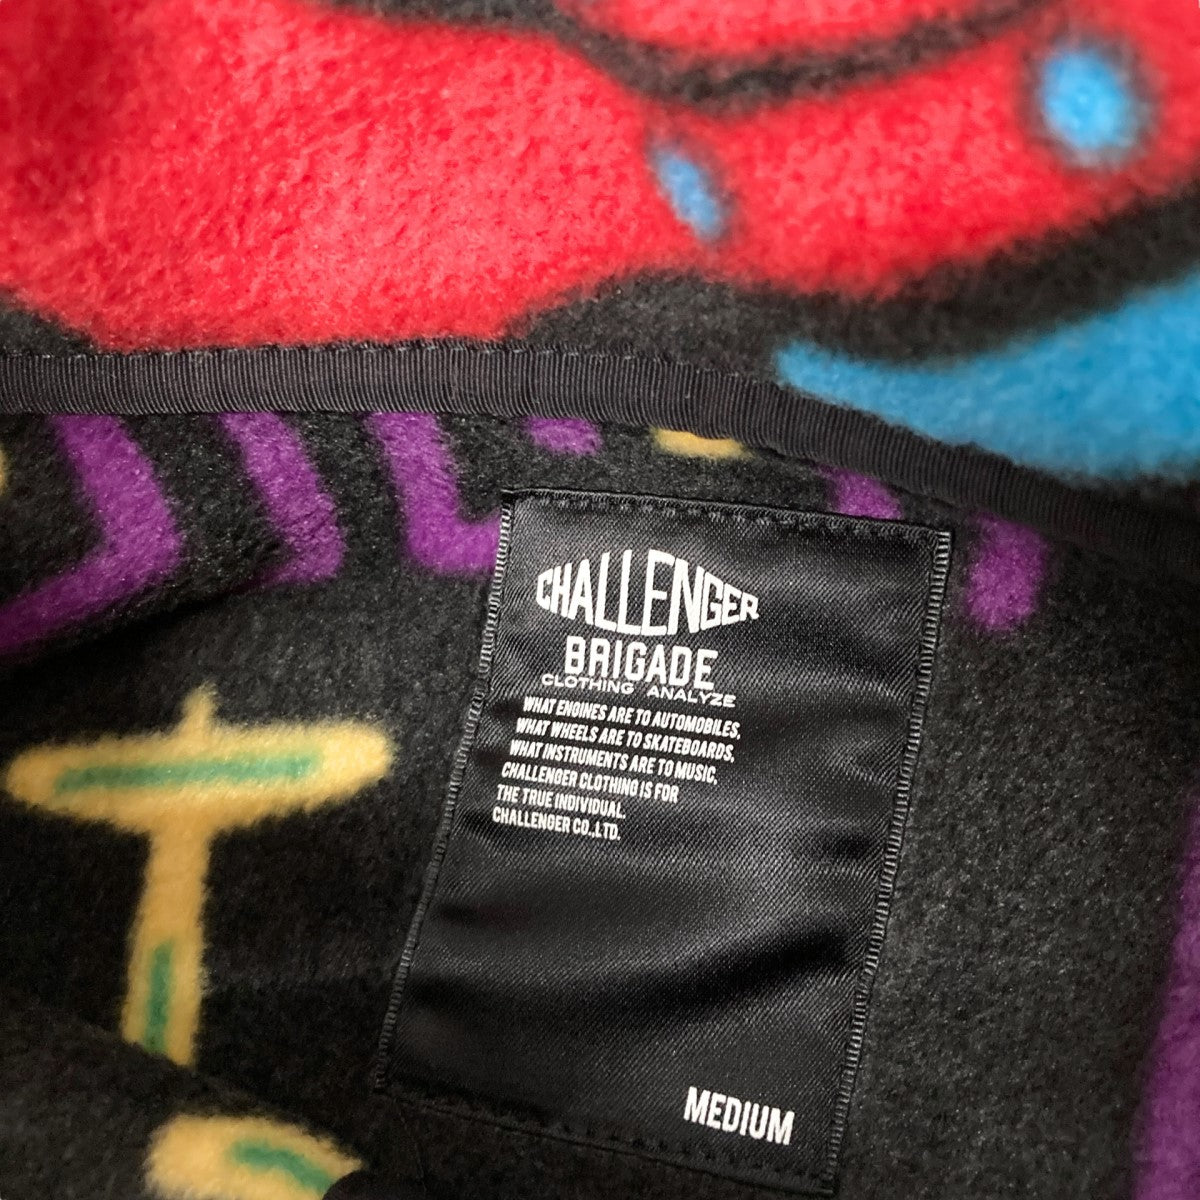 CHALLENGER
BRIGADE
CLOTHING ANALYZE
WHAT ENGINES ARE TO AUTOMOBILES,
WHAT WHEELS ARE TO SKATEBOARDS,
WHAT INSTRUMENTS ARE TO MUSIC,
CHALLENGER CLOTHING IS FOR
THE TRUE INDIVIDUAL.
CHALLENGER CO.,LTD.
MEDIUM